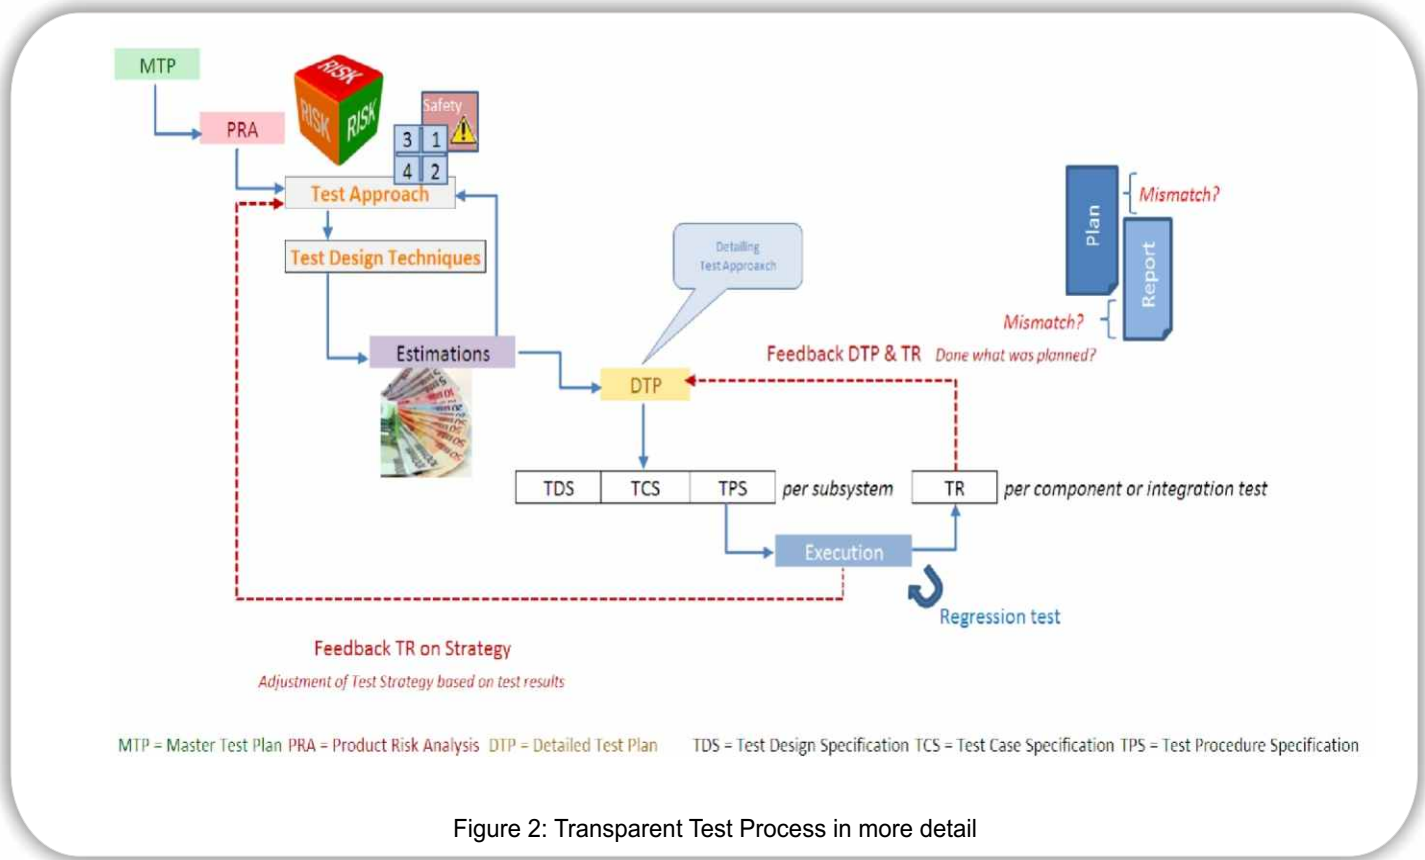 MTP
RISK
RISK
RISK
PRA
Safety
3 1
4 2
Test Approach
Test Design Techniques
Detailing
Test Approaxch
Plan
Mismatch?
Report
Mismatch?
Estimations
Feedback DTP & TR Done what was planned?
DTP
TDS TCS TPS per subsystem TR per component or integration test
Execution
Regression test
Feedback TR on Strategy
Adjustment of Test Strategy based on test results
MTP = Master Test Plan PRA = Product Risk Analysis DTP = Detailed Test Plan TDS = Test Design Specification TCS = Test Case Specification TPS = Test Procedure Specification
Figure 2: Transparent Test Process in more detail